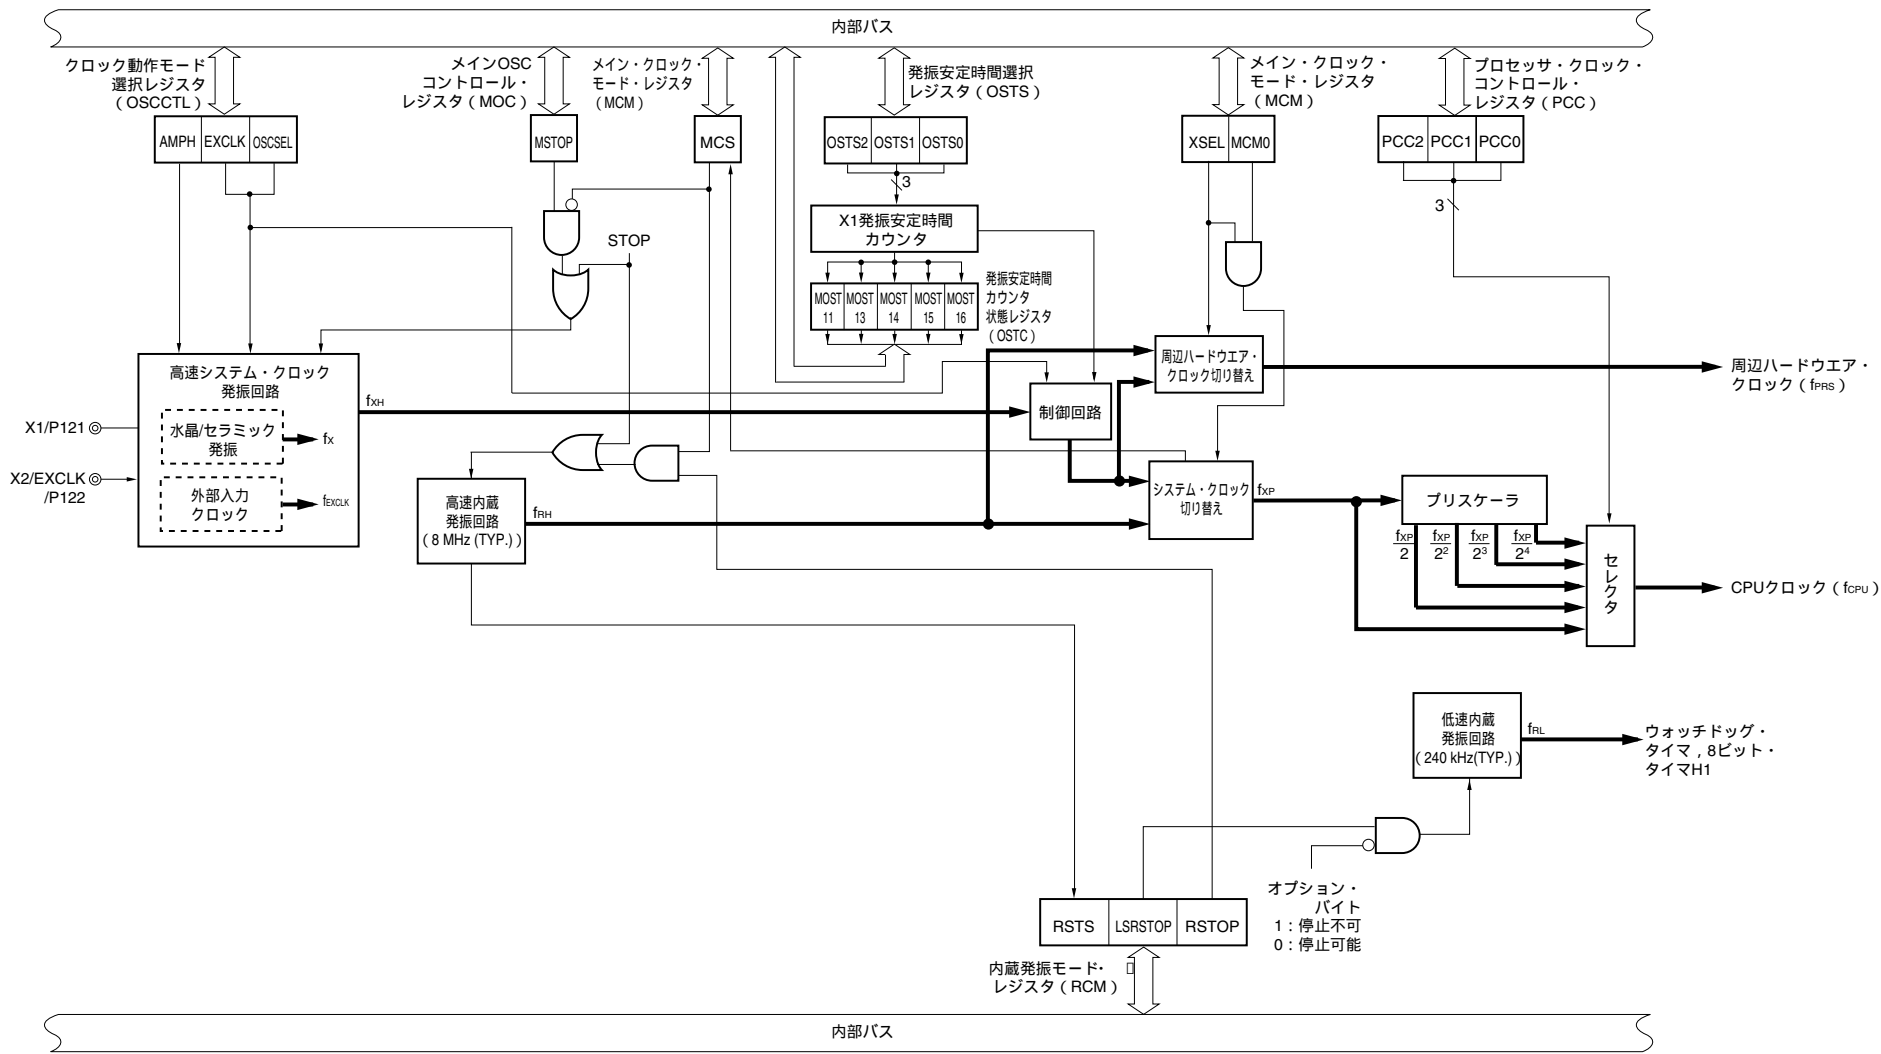 内部バス
クロック動作モード
選択レジスタ
(OSCCTL)
メインOSC
コントロール・
レジスタ(MOC)
メイン・クロック・
モード・レジスタ
(MCM)
発振安定時間選択
レジスタ(OSTS)
メイン・クロック・
モード・レジスタ
(MCM)
プロセッサ・クロック・
コントロール・
レジスタ(PCC)
AMPH EXCLK OSCSEL
MSTOP
MCS
OSTS2 OSTS1 OSTS0
XSEL MCM0
PCC2 PCC1 PCC0
3
3
X1発振安定時間
カウンタ
STOP
MOST 11
MOST 13
MOST 14
MOST 15
MOST 16
発振安定時間
カウンタ
状態レジスタ
(OSTC)
高速システム・クロック
発振回路
水晶/セラミック
発振
fX
外部入力
クロック
fEXCLK
X1/P121
X2/EXCLK
/P122
fXH
制御回路
周辺ハードウエア・
クロック切り替え
周辺ハードウエア・
クロック(fPRS)
高速内蔵
発振回路
(8 MHz (TYP.))
fRH
システム・クロック
切り替え
fXP
プリスケーラ
fXP/2
fXP/2²
fXP/2³
fXP/2⁴
セレクタ
CPUクロック(fCPU)
低速内蔵
発振回路
(240 kHz(TYP.))
fRL
ウォッチドッグ・
タイマ,8ビット・
タイマH1
オプション・
バイト
1:停止不可
0:停止可能
RSTS LSRSTOP RSTOP
内蔵発振モード・
レジスタ(RCM)
内部バス